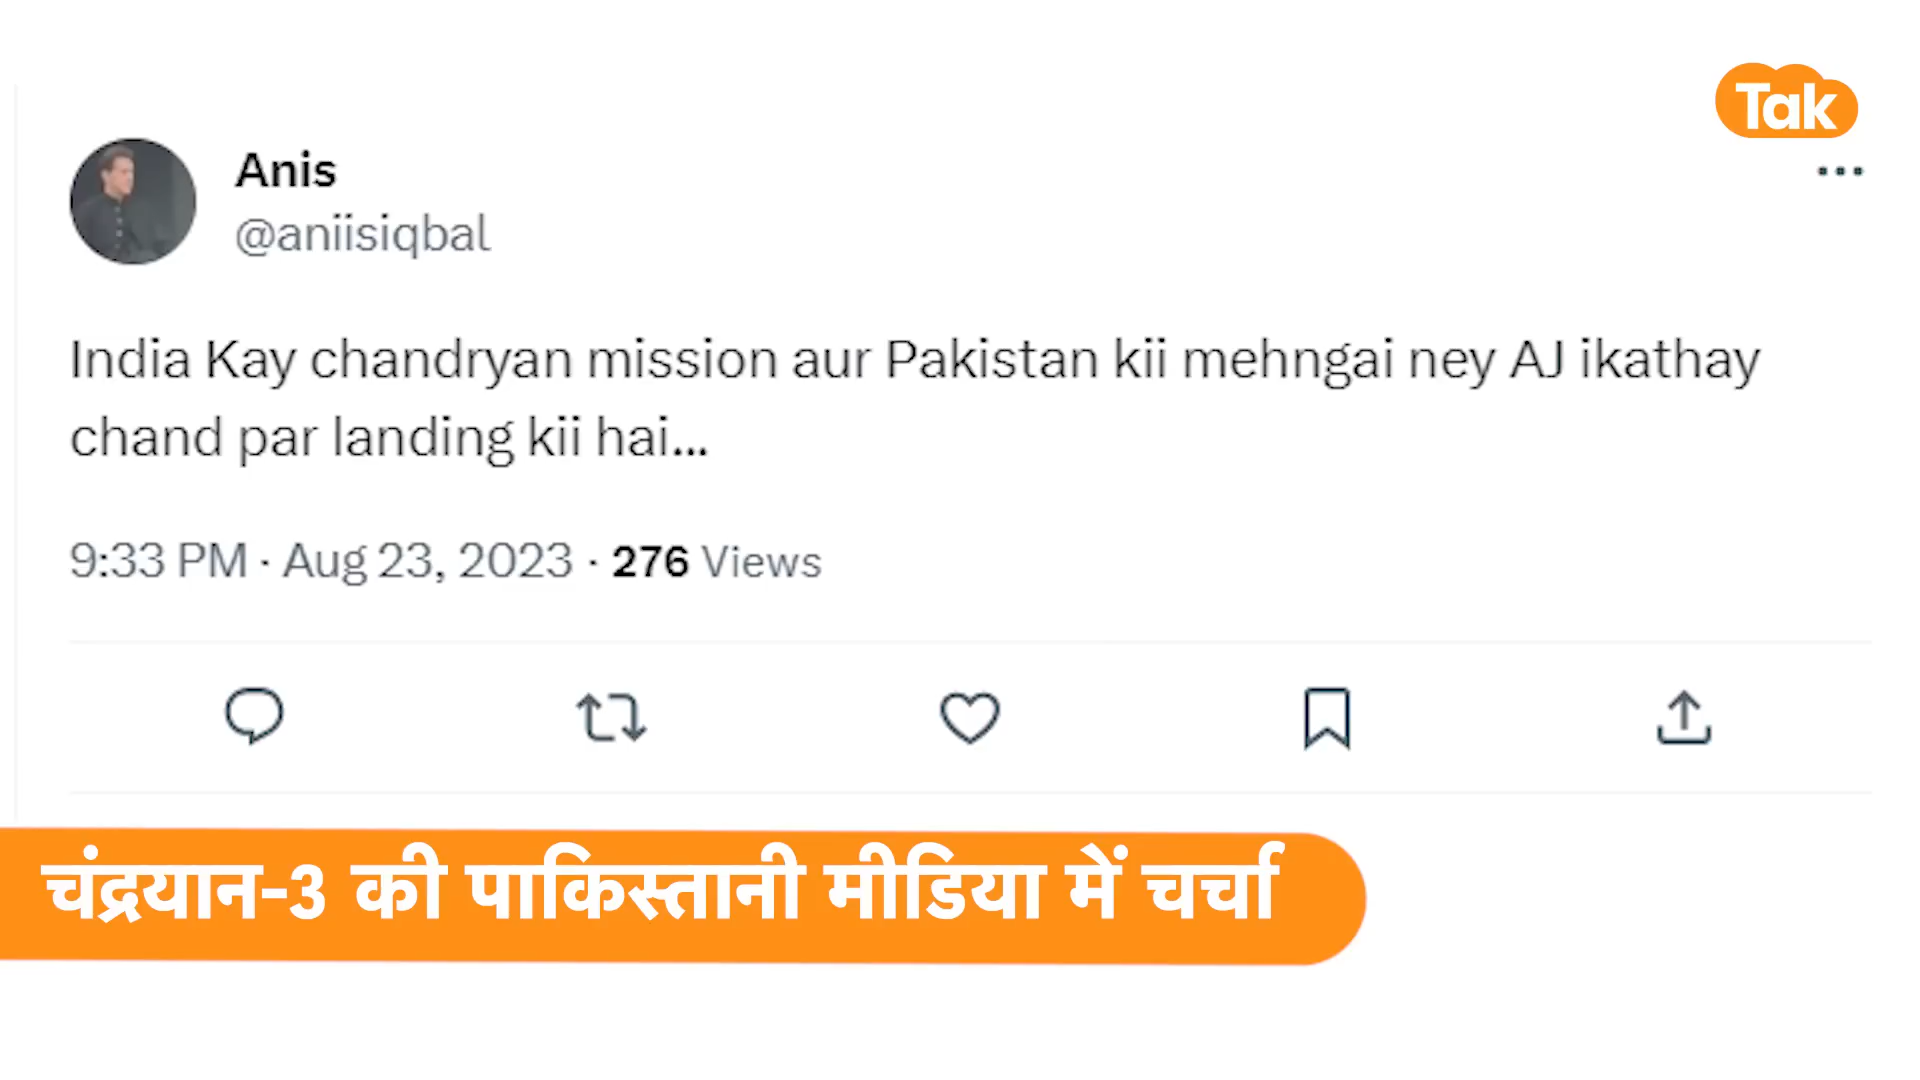 Tak
Anis
@aniisiqbal
India Kay chandryan mission aur Pakistan kii mehngai ney AJ ikathay
chand par landing kii hai...
9:33 PM · Aug 23, 2023 · 276 Views
चंद्रयान-3 की पाकिस्तानी मीडिया में चर्चा